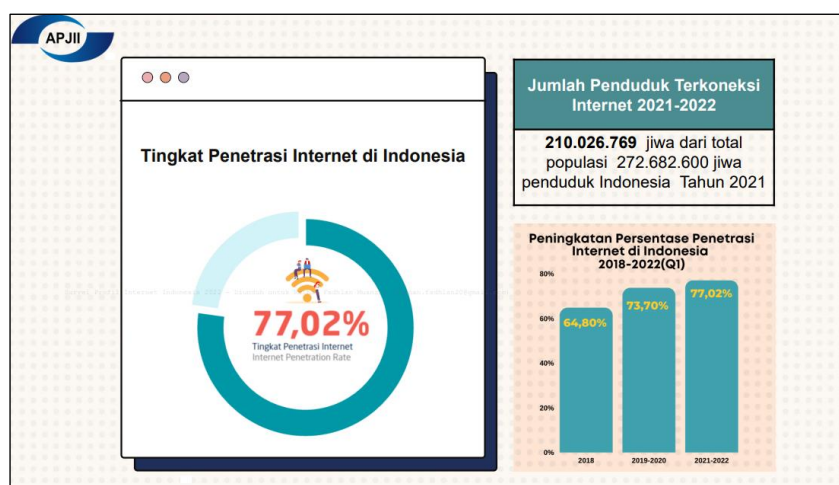 APJII
Tingkat Penetrasi Internet di Indonesia
77,02%
Tingkat Penetrasi Internet
Internet Penetration Rate
Jumlah Penduduk Terkoneksi
Internet 2021-2022
210.026.769 jiwa dari total
populasi 272.682.600 jiwa
penduduk Indonesia Tahun 2021
Peningkatan Persentase Penetrasi
Internet di Indonesia
2018-2022(Q1)
80%
60%
40%
20%
0%
64,80%
73,70%
77,02%
2018
2019-2020
2021-2022